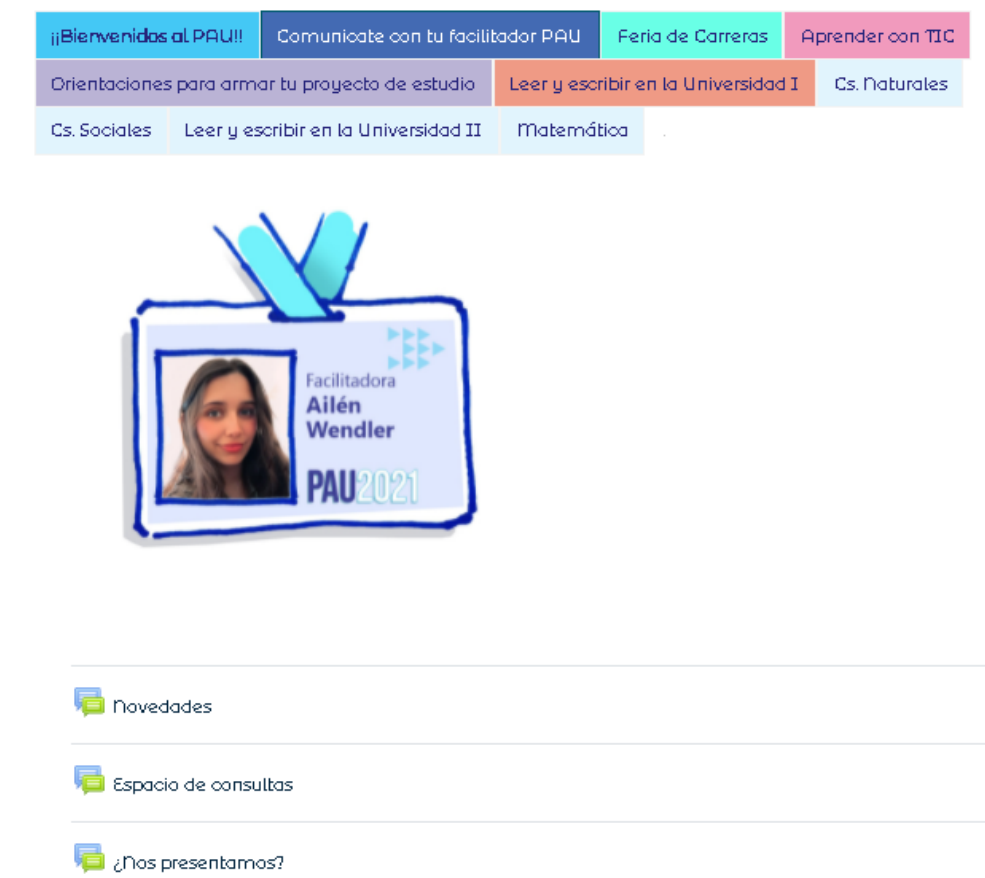 ¡¡Bienvenidos al PAU!! Comunicate con tu facilitador PAU Feria de Carreras Aprender con TIC
Orientaciones para armar tu proyecto de estudio Leer y escribir en la Universidad I Cs. Naturales
Cs. Sociales Leer y escribir en la Universidad II Matemática .
Facilitadora
Ailén
Wendler
PAU2021
Novedades
Espacio de consultas
¿Nos presentamos?